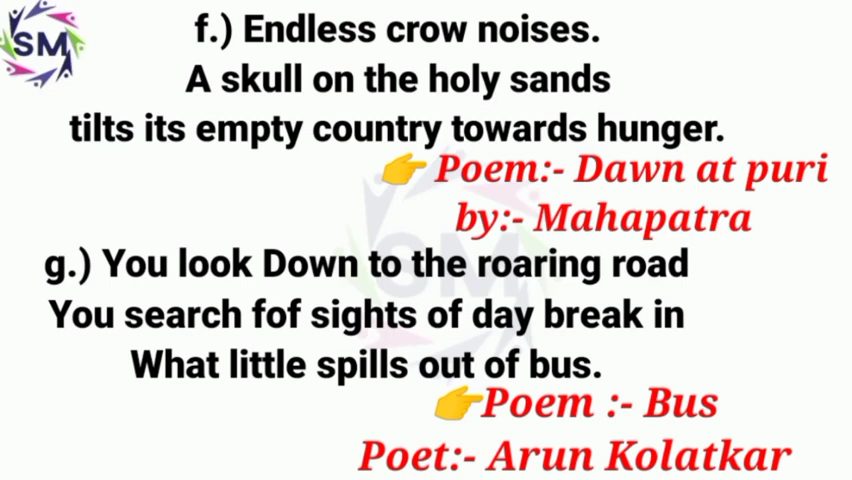 SM
f.) Endless crow noises.
A skull on the holy sands
tilts its empty country towards hunger.
👉 Poem:- Dawn at puri
by:- Mahapatra
g.) You look Down to the roaring road
You search fof sights of day break in
What little spills out of bus.
👉Poem :- Bus
Poet:- Arun Kolatkar